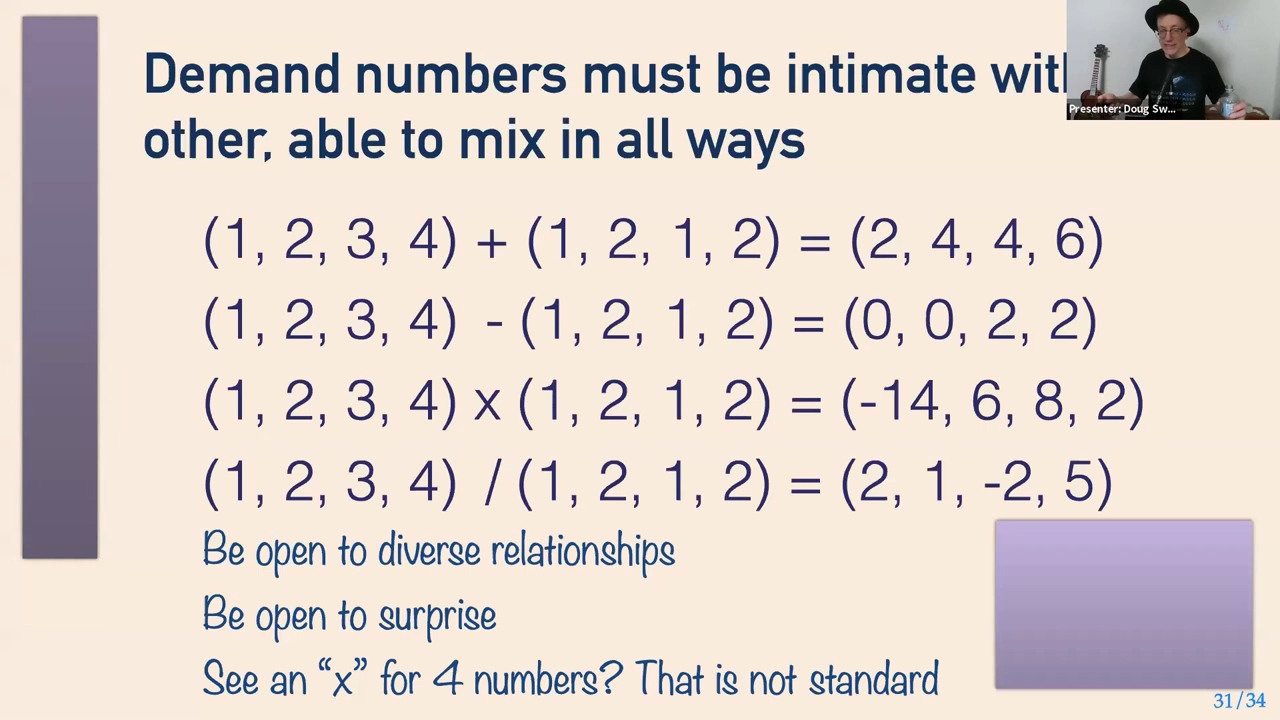 Demand numbers must be intimate with
other, able to mix in all ways
Presenter: Doug Sw...
(1, 2, 3, 4) + (1, 2, 1, 2) = (2, 4, 4, 6)
(1, 2, 3, 4) - (1, 2, 1, 2) = (0, 0, 2, 2)
(1, 2, 3, 4) x (1, 2, 1, 2) = (-14, 6, 8, 2)
(1, 2, 3, 4) / (1, 2, 1, 2) = (2, 1, -2, 5)
Be open to diverse relationships
Be open to surprise
See an “x” for 4 numbers? That is not standard
31/34